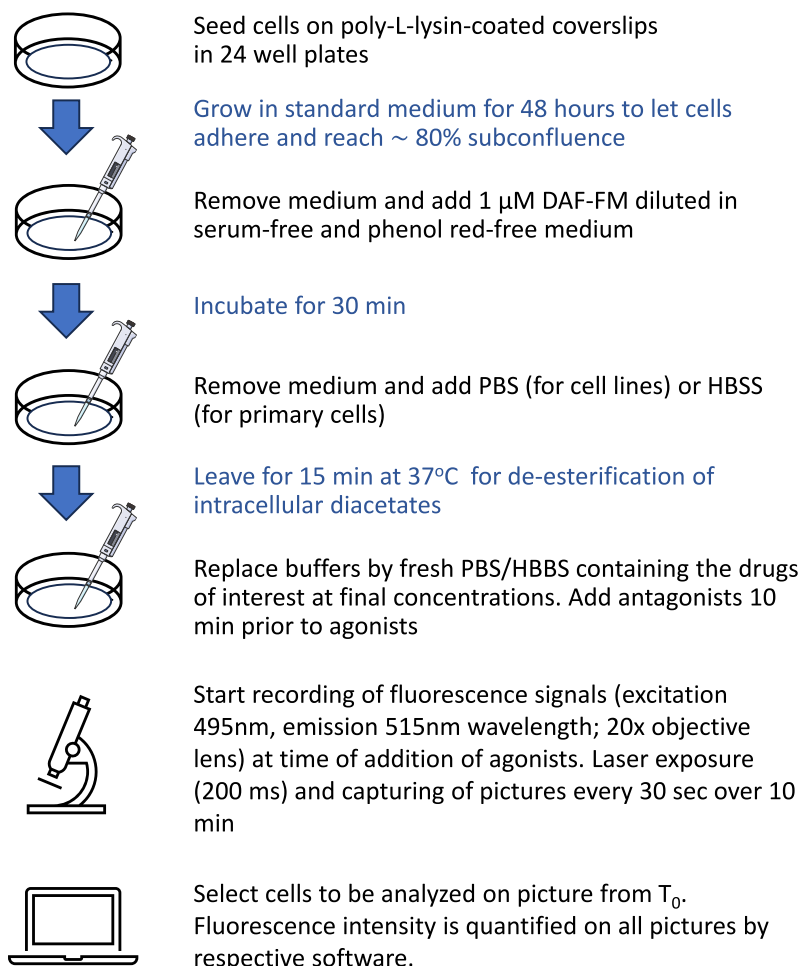 Seed cells on poly-L-lysin-coated coverslips
in 24 well plates
Grow in standard medium for 48 hours to let cells
adhere and reach ~ 80% subconfluence
Remove medium and add 1 µM DAF-FM diluted in
serum-free and phenol red-free medium
Incubate for 30 min
Remove medium and add PBS (for cell lines) or HBSS
(for primary cells)
Leave for 15 min at 37°C for de-esterification of
intracellular diacetates
Replace buffers by fresh PBS/HBBS containing the drugs
of interest at final concentrations. Add antagonists 10
min prior to agonists
Start recording of fluorescence signals (excitation
495nm, emission 515nm wavelength; 20x objective
lens) at time of addition of agonists. Laser exposure
(200 ms) and capturing of pictures every 30 sec over 10
min
Select cells to be analyzed on picture from T₀.
Fluorescence intensity is quantified on all pictures by
respective software.